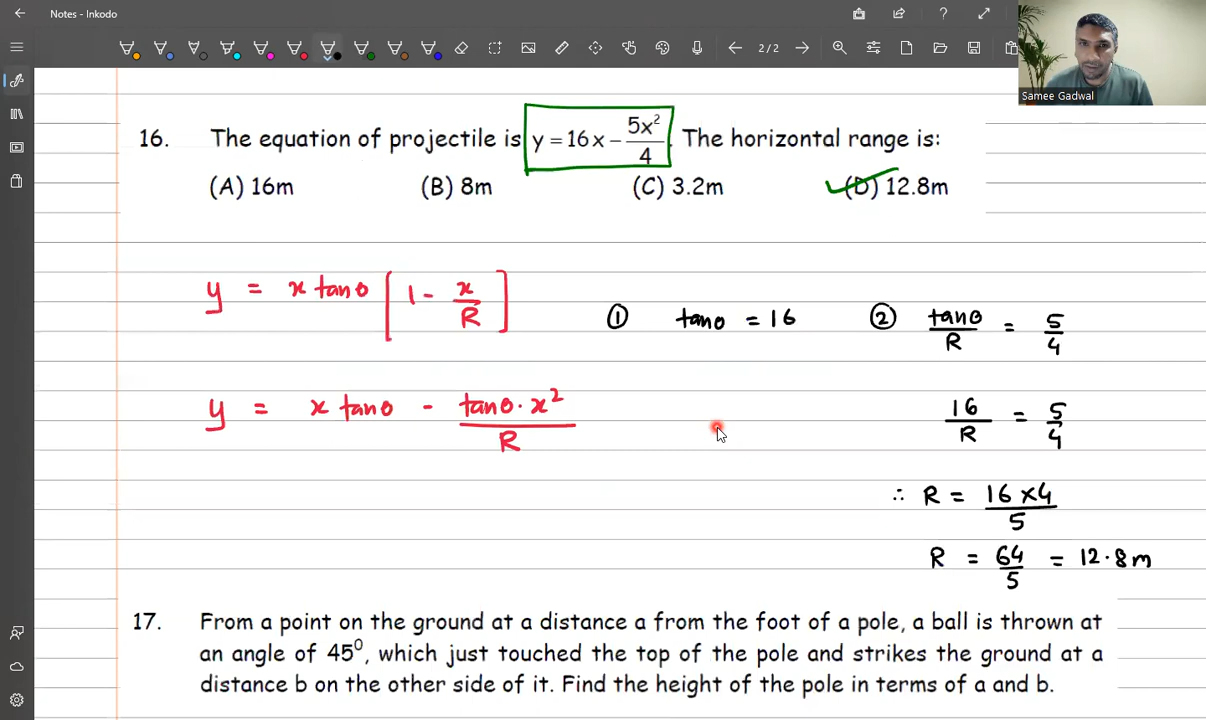 Notes - Inkodo
2/2
Samee Gadwal
16. The equation of projectile is y = 16x − 5x²/4. The horizontal range is:
(A) 16m (B) 8m (C) 3.2m (D) 12.8m
y = x tanθ [1 - x/R]
① tanθ = 16 ② tanθ/R = 5/4
y = x tanθ - tanθ·x²/R
16/R = 5/4
∴ R = 16×4/5
R = 64/5 = 12.8m
17. From a point on the ground at a distance a from the foot of a pole, a ball is thrown at
an angle of 45⁰, which just touched the top of the pole and strikes the ground at a
distance b on the other side of it. Find the height of the pole in terms of a and b.